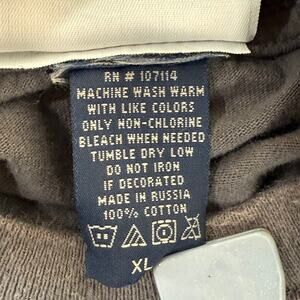 RN # 107114
MACHINE WASH WARM
WITH LIKE COLORS
ONLY NON-CHLORINE
BLEACH WHEN NEEDED
TUMBLE DRY LOW
DO NOT IRON
IF DECORATED
MADE IN RUSSIA
100% COTTON
XL